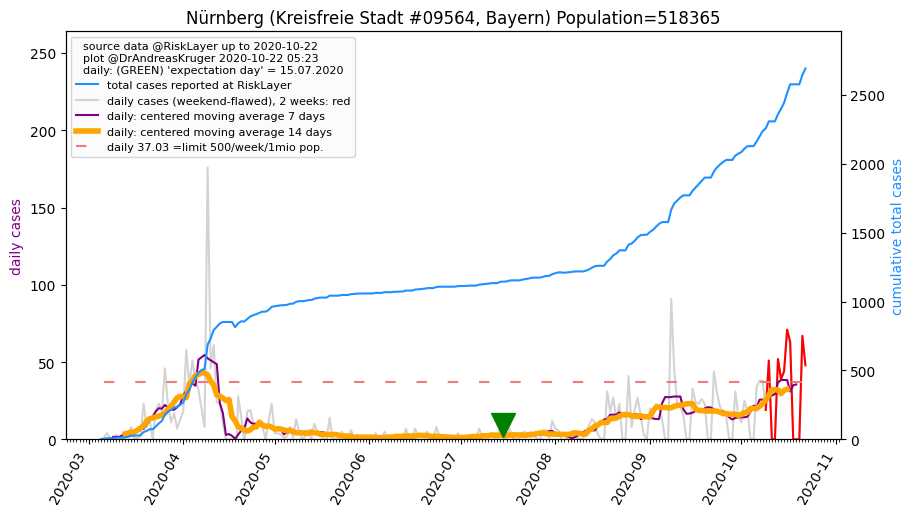 Nürnberg (Kreisfreie Stadt #09564, Bayern) Population=518365
source data @RiskLayer up to 2020-10-22
plot @DrAndreasKruger 2020-10-22 05:23
daily: (GREEN) 'expectation day' = 15.07.2020
total cases reported at RiskLayer
daily cases (weekend-flawed), 2 weeks: red
daily: centered moving average 7 days
daily: centered moving average 14 days
daily 37.03 =limit 500/week/1mio pop.
daily cases
250
200
150
100
50
0
cumulative total cases
2500
2000
1500
1000
500
0
2020-03
2020-04
2020-05
2020-06
2020-07
2020-08
2020-09
2020-10
2020-11